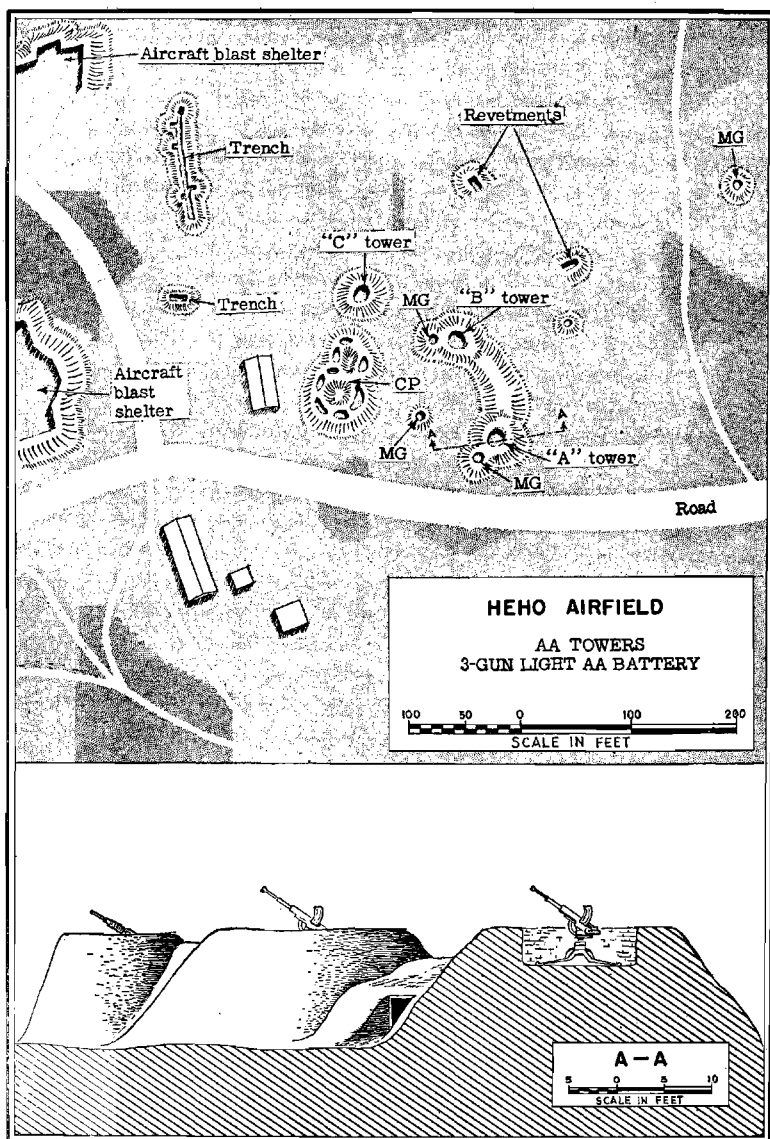 Aircraft blast shelter
Revetments
MG
Trench
"C" tower
MG
"B" tower
Trench
Aircraft
blast
shelter
CP
A
A
MG
"A" tower
MG
Road
HEHO AIRFIELD
AA TOWERS
3-GUN LIGHT AA BATTERY
100 50 0 100 200
SCALE IN FEET
A-A
5 0 5 10
SCALE IN FEET